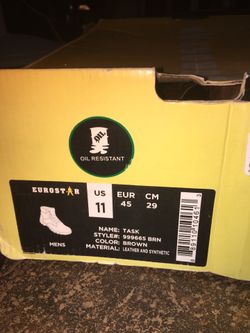 OIL
OIL RESISTANT
EUROSTAR
US
11
EUR
45
CM
29
MENS
NAME: TASK
STYLE#: 999665 BRN
COLOR: BROWN
MATERIAL: LEATHER AND SYNTHETIC